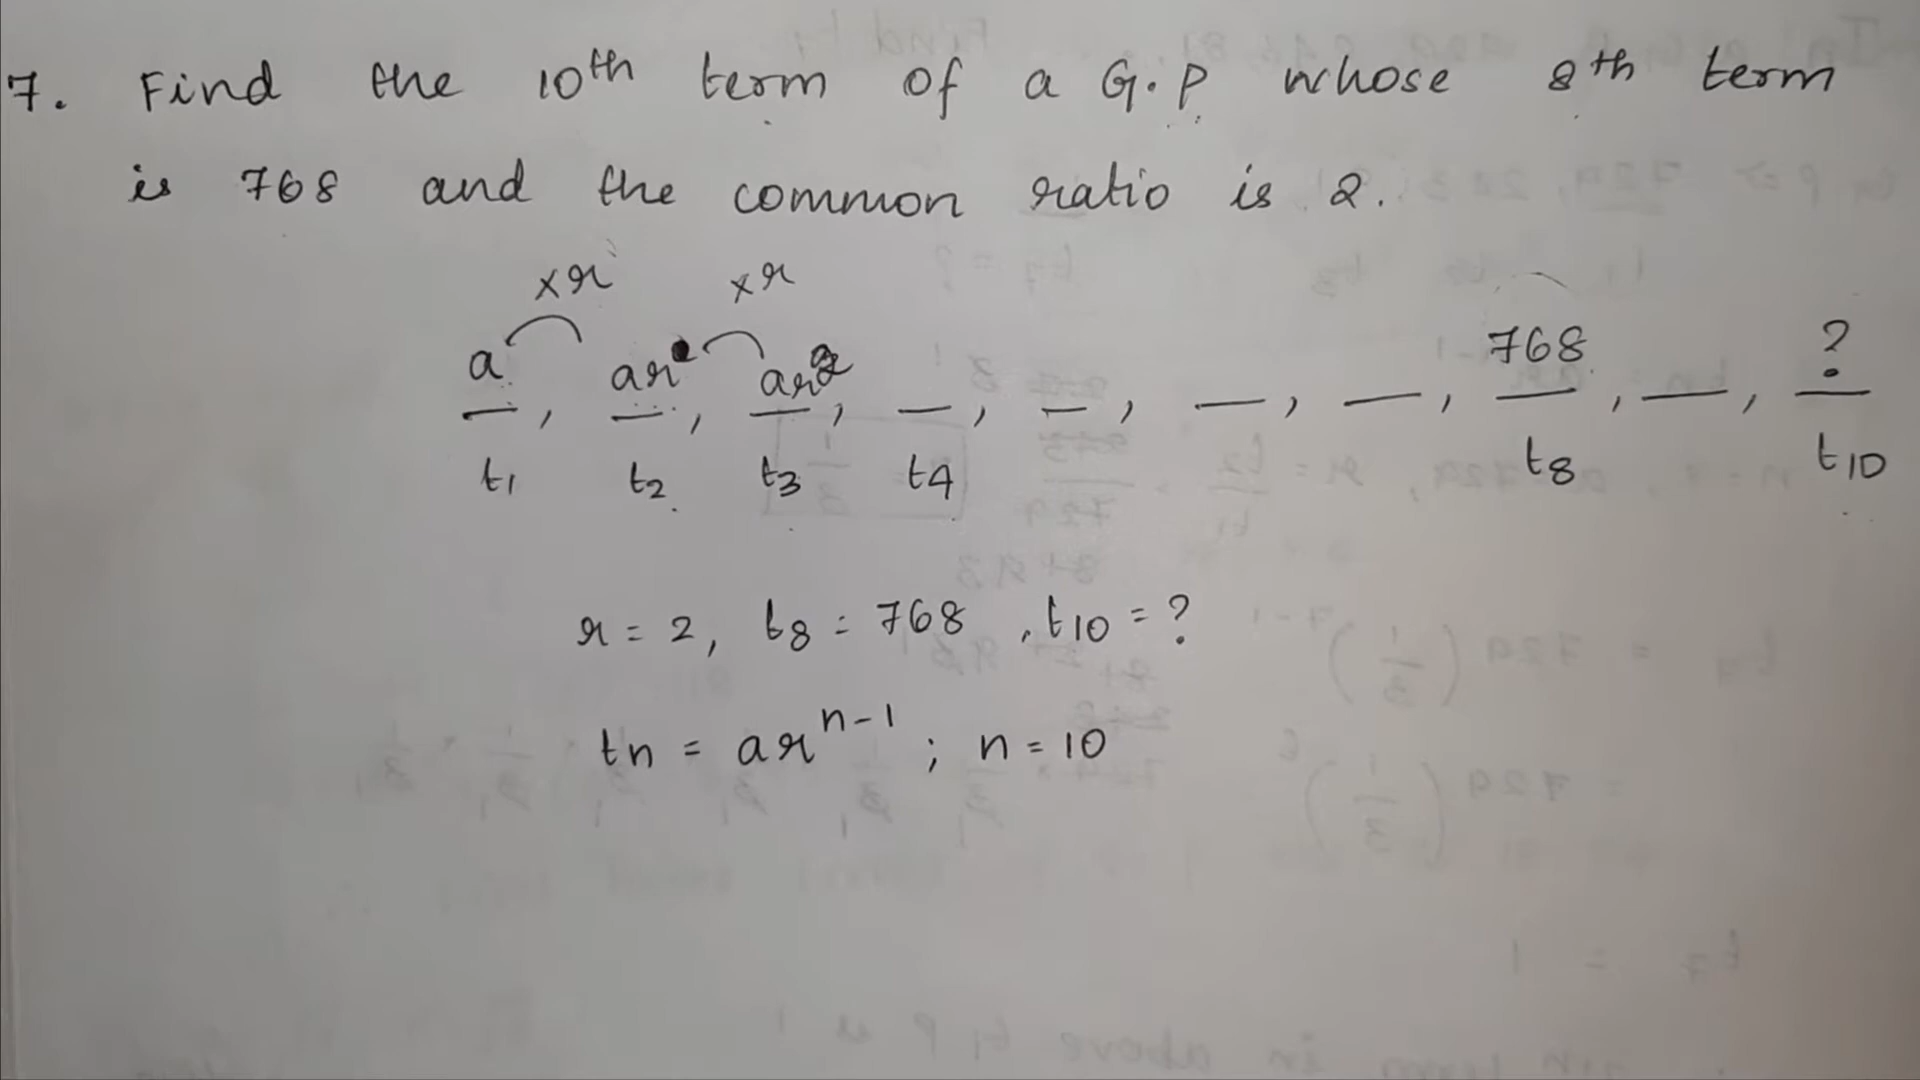 7. Find the 10th term of a G.P whose 8th term
is 768 and the common ratio is 2.
×r ×r
a, ar, ar², _, _, _, _, 768, _, ?
t1 t2 t3 t4 t8 t10
r = 2, t8 = 768, t10 = ?
tn = ar^n-1 ; n = 10